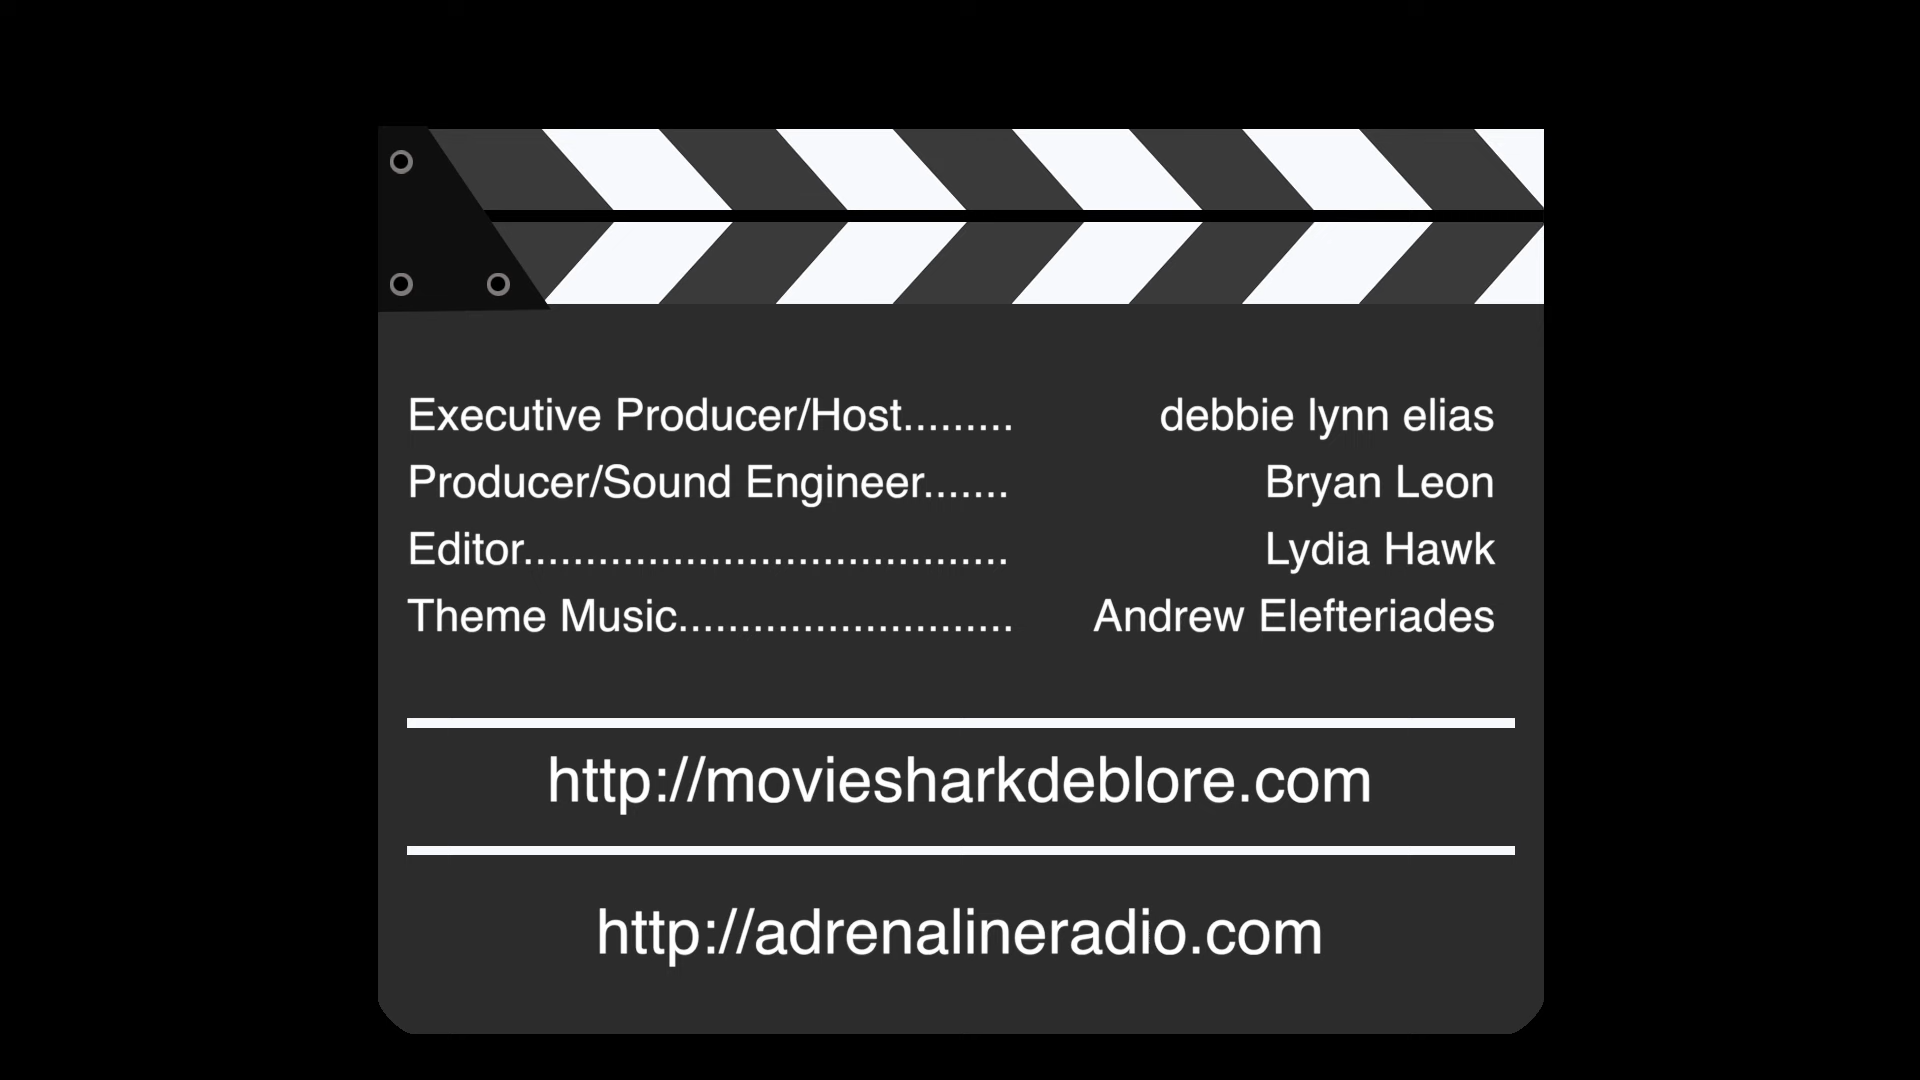 Executive Producer/Host......... debbie lynn elias
Producer/Sound Engineer....... Bryan Leon
Editor....................................... Lydia Hawk
Theme Music........................... Andrew Elefteriades
http://moviesharkdeblore.com
http://adrenalineradio.com